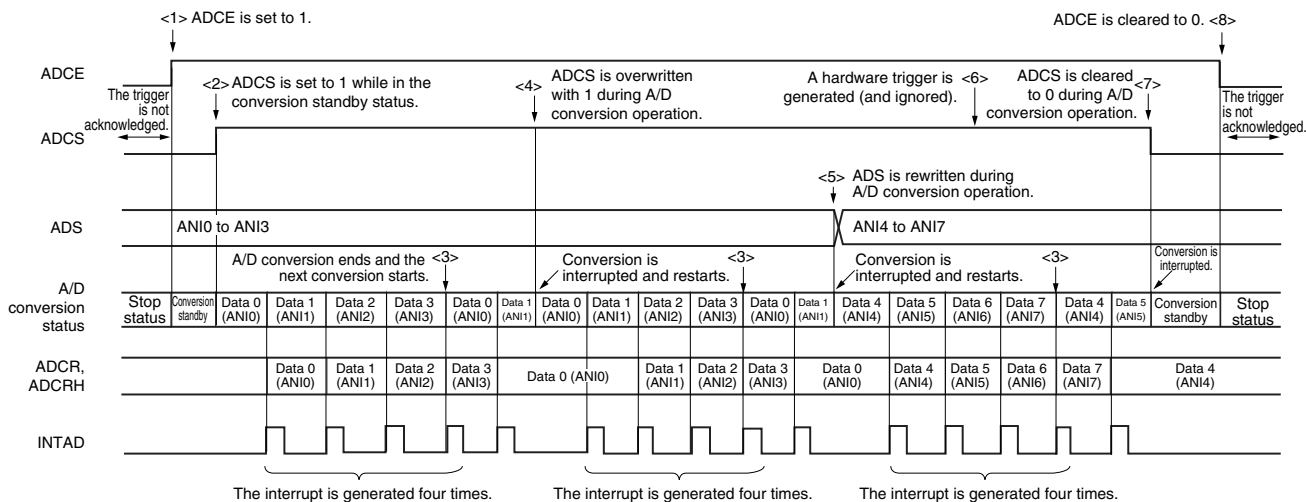 <1> ADCE is set to 1.
ADCE is cleared to 0. <8>
ADCE
The trigger
is not
acknowledged.
<2> ADCS is set to 1 while in the
conversion standby status.
<4> ADCS is overwritten
with 1 during A/D
conversion operation.
A hardware trigger is <6>
generated (and ignored).
ADCS is cleared <7>
to 0 during A/D
conversion operation.
The trigger
is not
acknowledged.
ADCS
<5> ADS is rewritten during
A/D conversion operation.
ADS
ANI0 to ANI3
ANI4 to ANI7
A/D conversion ends and the <3>
next conversion starts.
Conversion is
interrupted and restarts.
<3>
Conversion is
interrupted and restarts.
<3>
Conversion is
interrupted.
A/D
conversion
status
Stop
status
Conversion
standby
Data 0
(ANI0)
Data 1
(ANI1)
Data 2
(ANI2)
Data 3
(ANI3)
Data 0
(ANI0)
Data 1
(ANI1)
Data 0
(ANI0)
Data 1
(ANI1)
Data 2
(ANI2)
Data 3
(ANI3)
Data 0
(ANI0)
Data 1
(ANI1)
Data 4
(ANI4)
Data 5
(ANI5)
Data 6
(ANI6)
Data 7
(ANI7)
Data 4
(ANI4)
Data 5
(ANI5)
Conversion
standby
Stop
status
ADCR,
ADCRH
Data 0
(ANI0)
Data 1
(ANI1)
Data 2
(ANI2)
Data 3
(ANI3)
Data 0 (ANI0)
Data 1
(ANI1)
Data 2
(ANI2)
Data 3
(ANI3)
Data 0
(ANI0)
Data 4
(ANI4)
Data 5
(ANI5)
Data 6
(ANI6)
Data 7
(ANI7)
Data 4
(ANI4)
INTAD
The interrupt is generated four times.
The interrupt is generated four times.
The interrupt is generated four times.